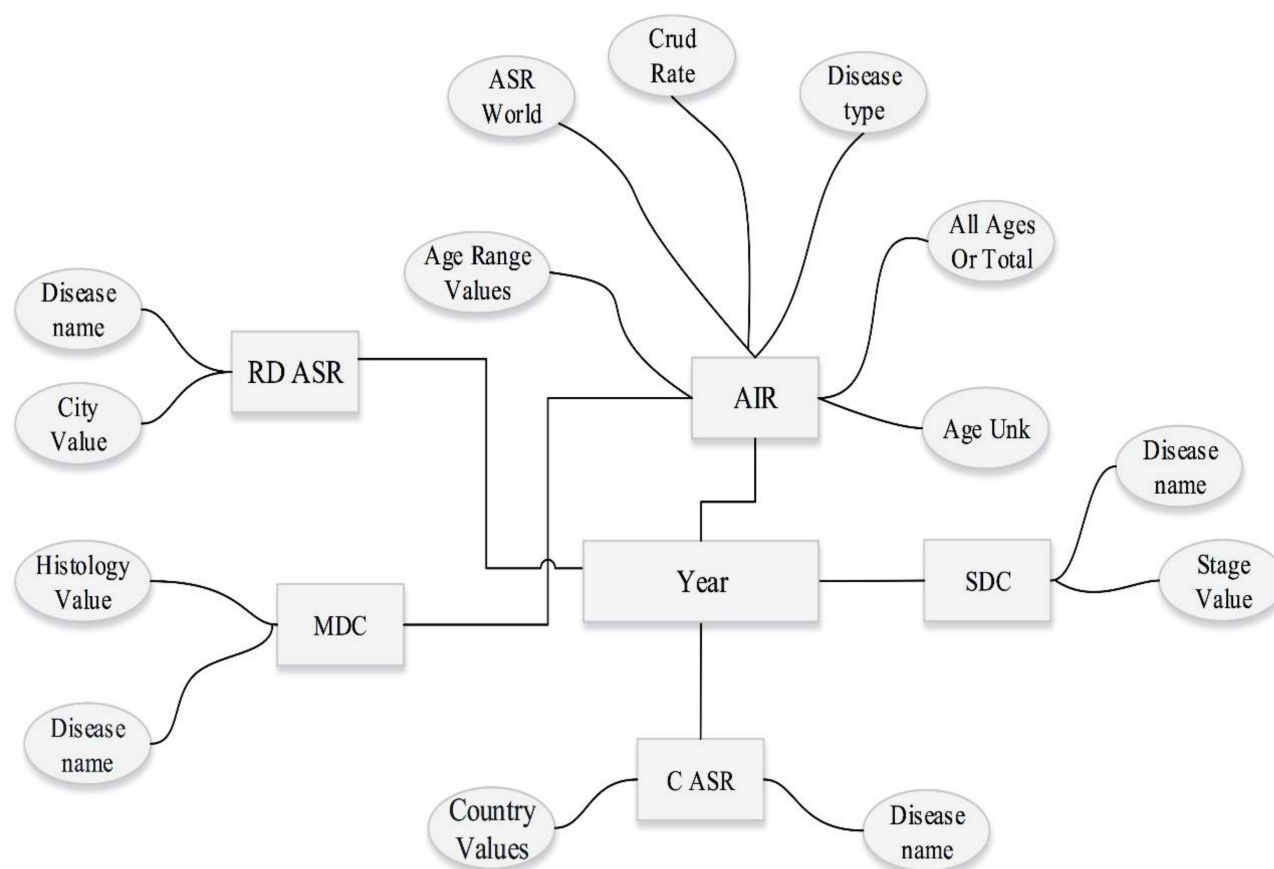 Crud
Rate
ASR
World
Disease
type
All Ages
Or Total
Age Range
Values
Disease
name
RD ASR
City
Value
AIR
Age Unk
Disease
name
Histology
Value
MDC
Year
SDC
Stage
Value
Disease
name
C ASR
Country
Values
Disease
name